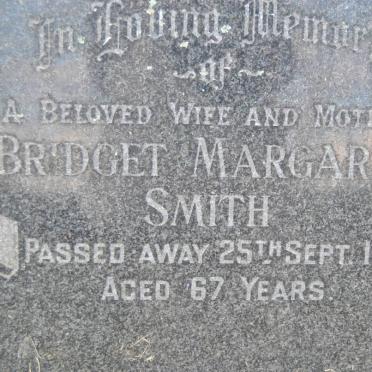 In Loving Memor
of
A BELOVED WIFE AND MOT
BRIDGET MARGAR
SMITH
PASSED AWAY 25TH SEPT. 1
AGED 67 YEARS.